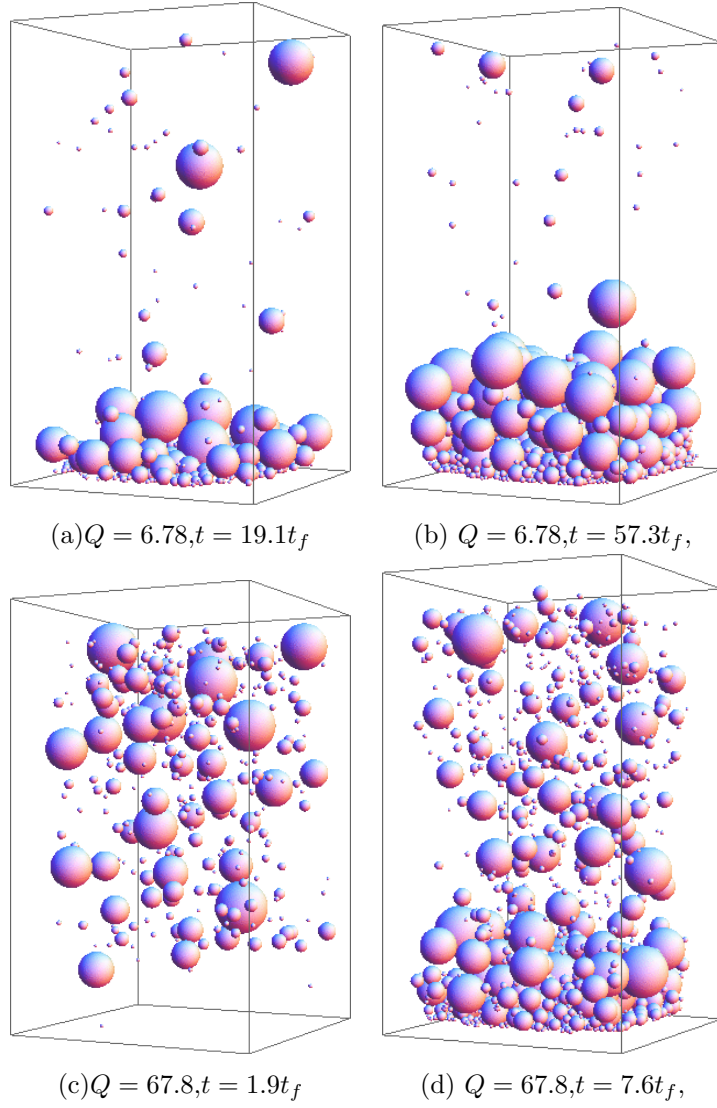 (a)Q = 6.78,t = 19.1t_f
(b) Q = 6.78,t = 57.3t_f,
(c)Q = 67.8,t = 1.9t_f
(d) Q = 67.8,t = 7.6t_f,